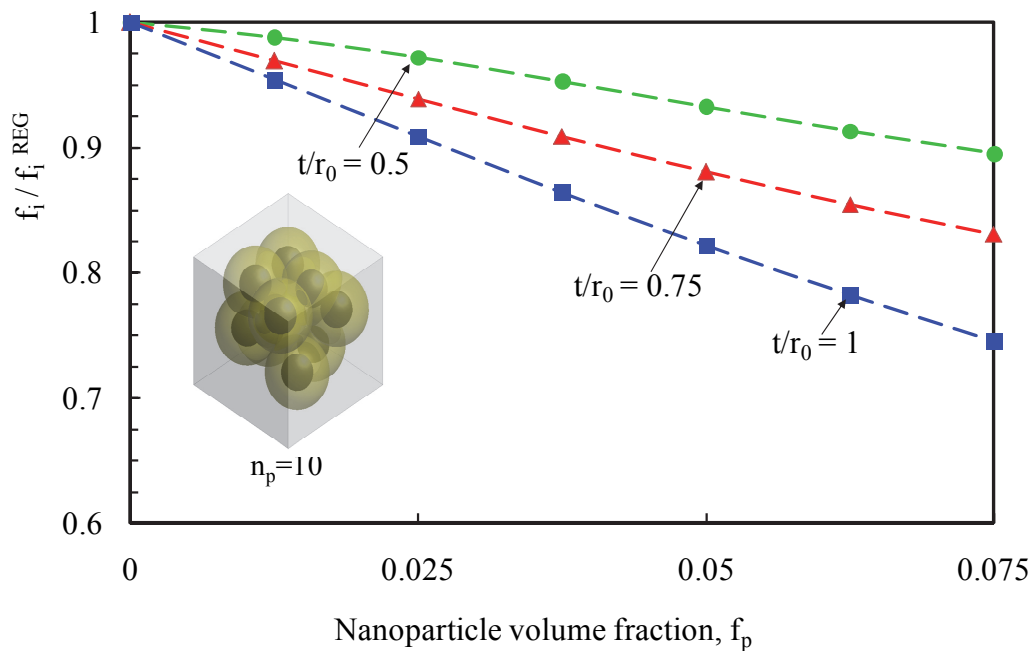 1
0.9
0.8
0.7
0.6
f_i / f_i^REG
t/r_0 = 0.5
t/r_0 = 0.75
t/r_0 = 1
n_p=10
0 0.025 0.05 0.075
Nanoparticle volume fraction, f_p